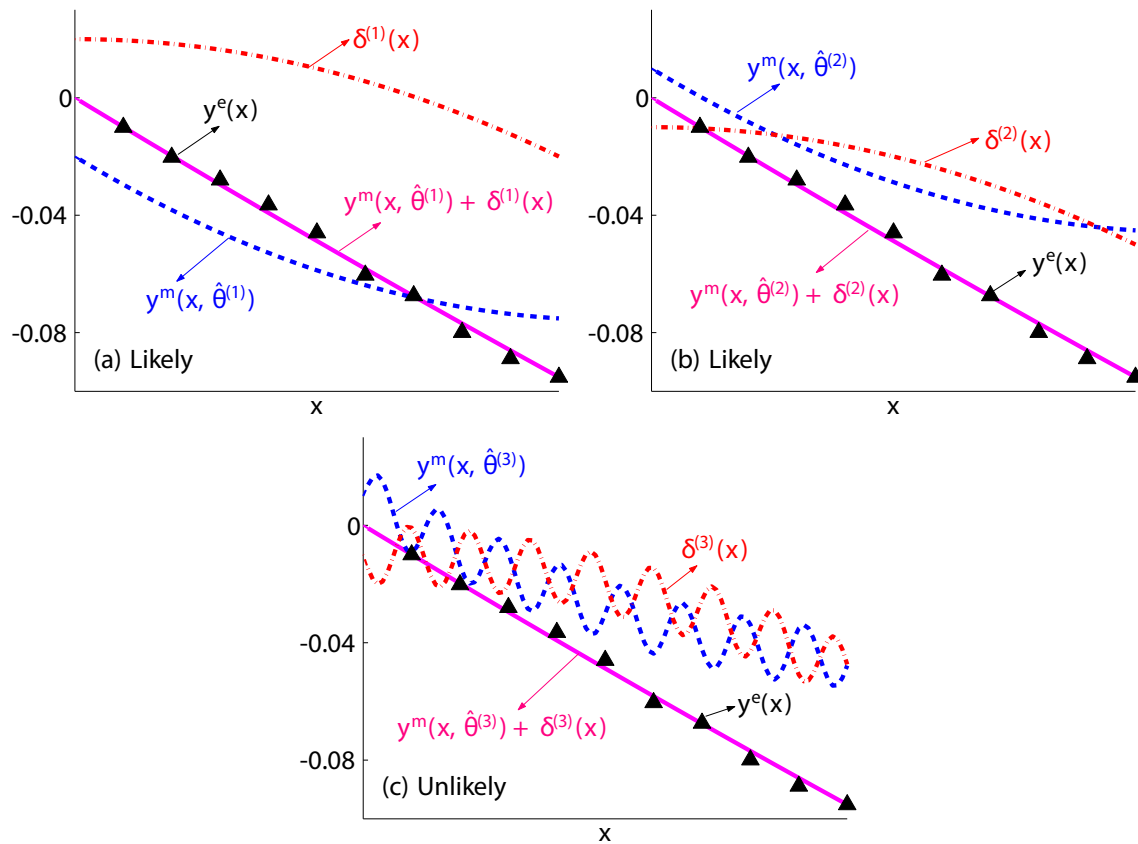 δ⁽¹⁾(x)
0
yᵉ(x)
-0.04
yᵐ(x, θ̂⁽¹⁾) + δ⁽¹⁾(x)
yᵐ(x, θ̂⁽¹⁾)
-0.08
(a) Likely
x
yᵐ(x, θ̂⁽²⁾)
0
δ⁽²⁾(x)
-0.04
yᵉ(x)
yᵐ(x, θ̂⁽²⁾) + δ⁽²⁾(x)
-0.08
(b) Likely
x
yᵐ(x, θ̂⁽³⁾)
0
δ⁽³⁾(x)
-0.04
yᵉ(x)
yᵐ(x, θ̂⁽³⁾) + δ⁽³⁾(x)
-0.08
(c) Unlikely
x